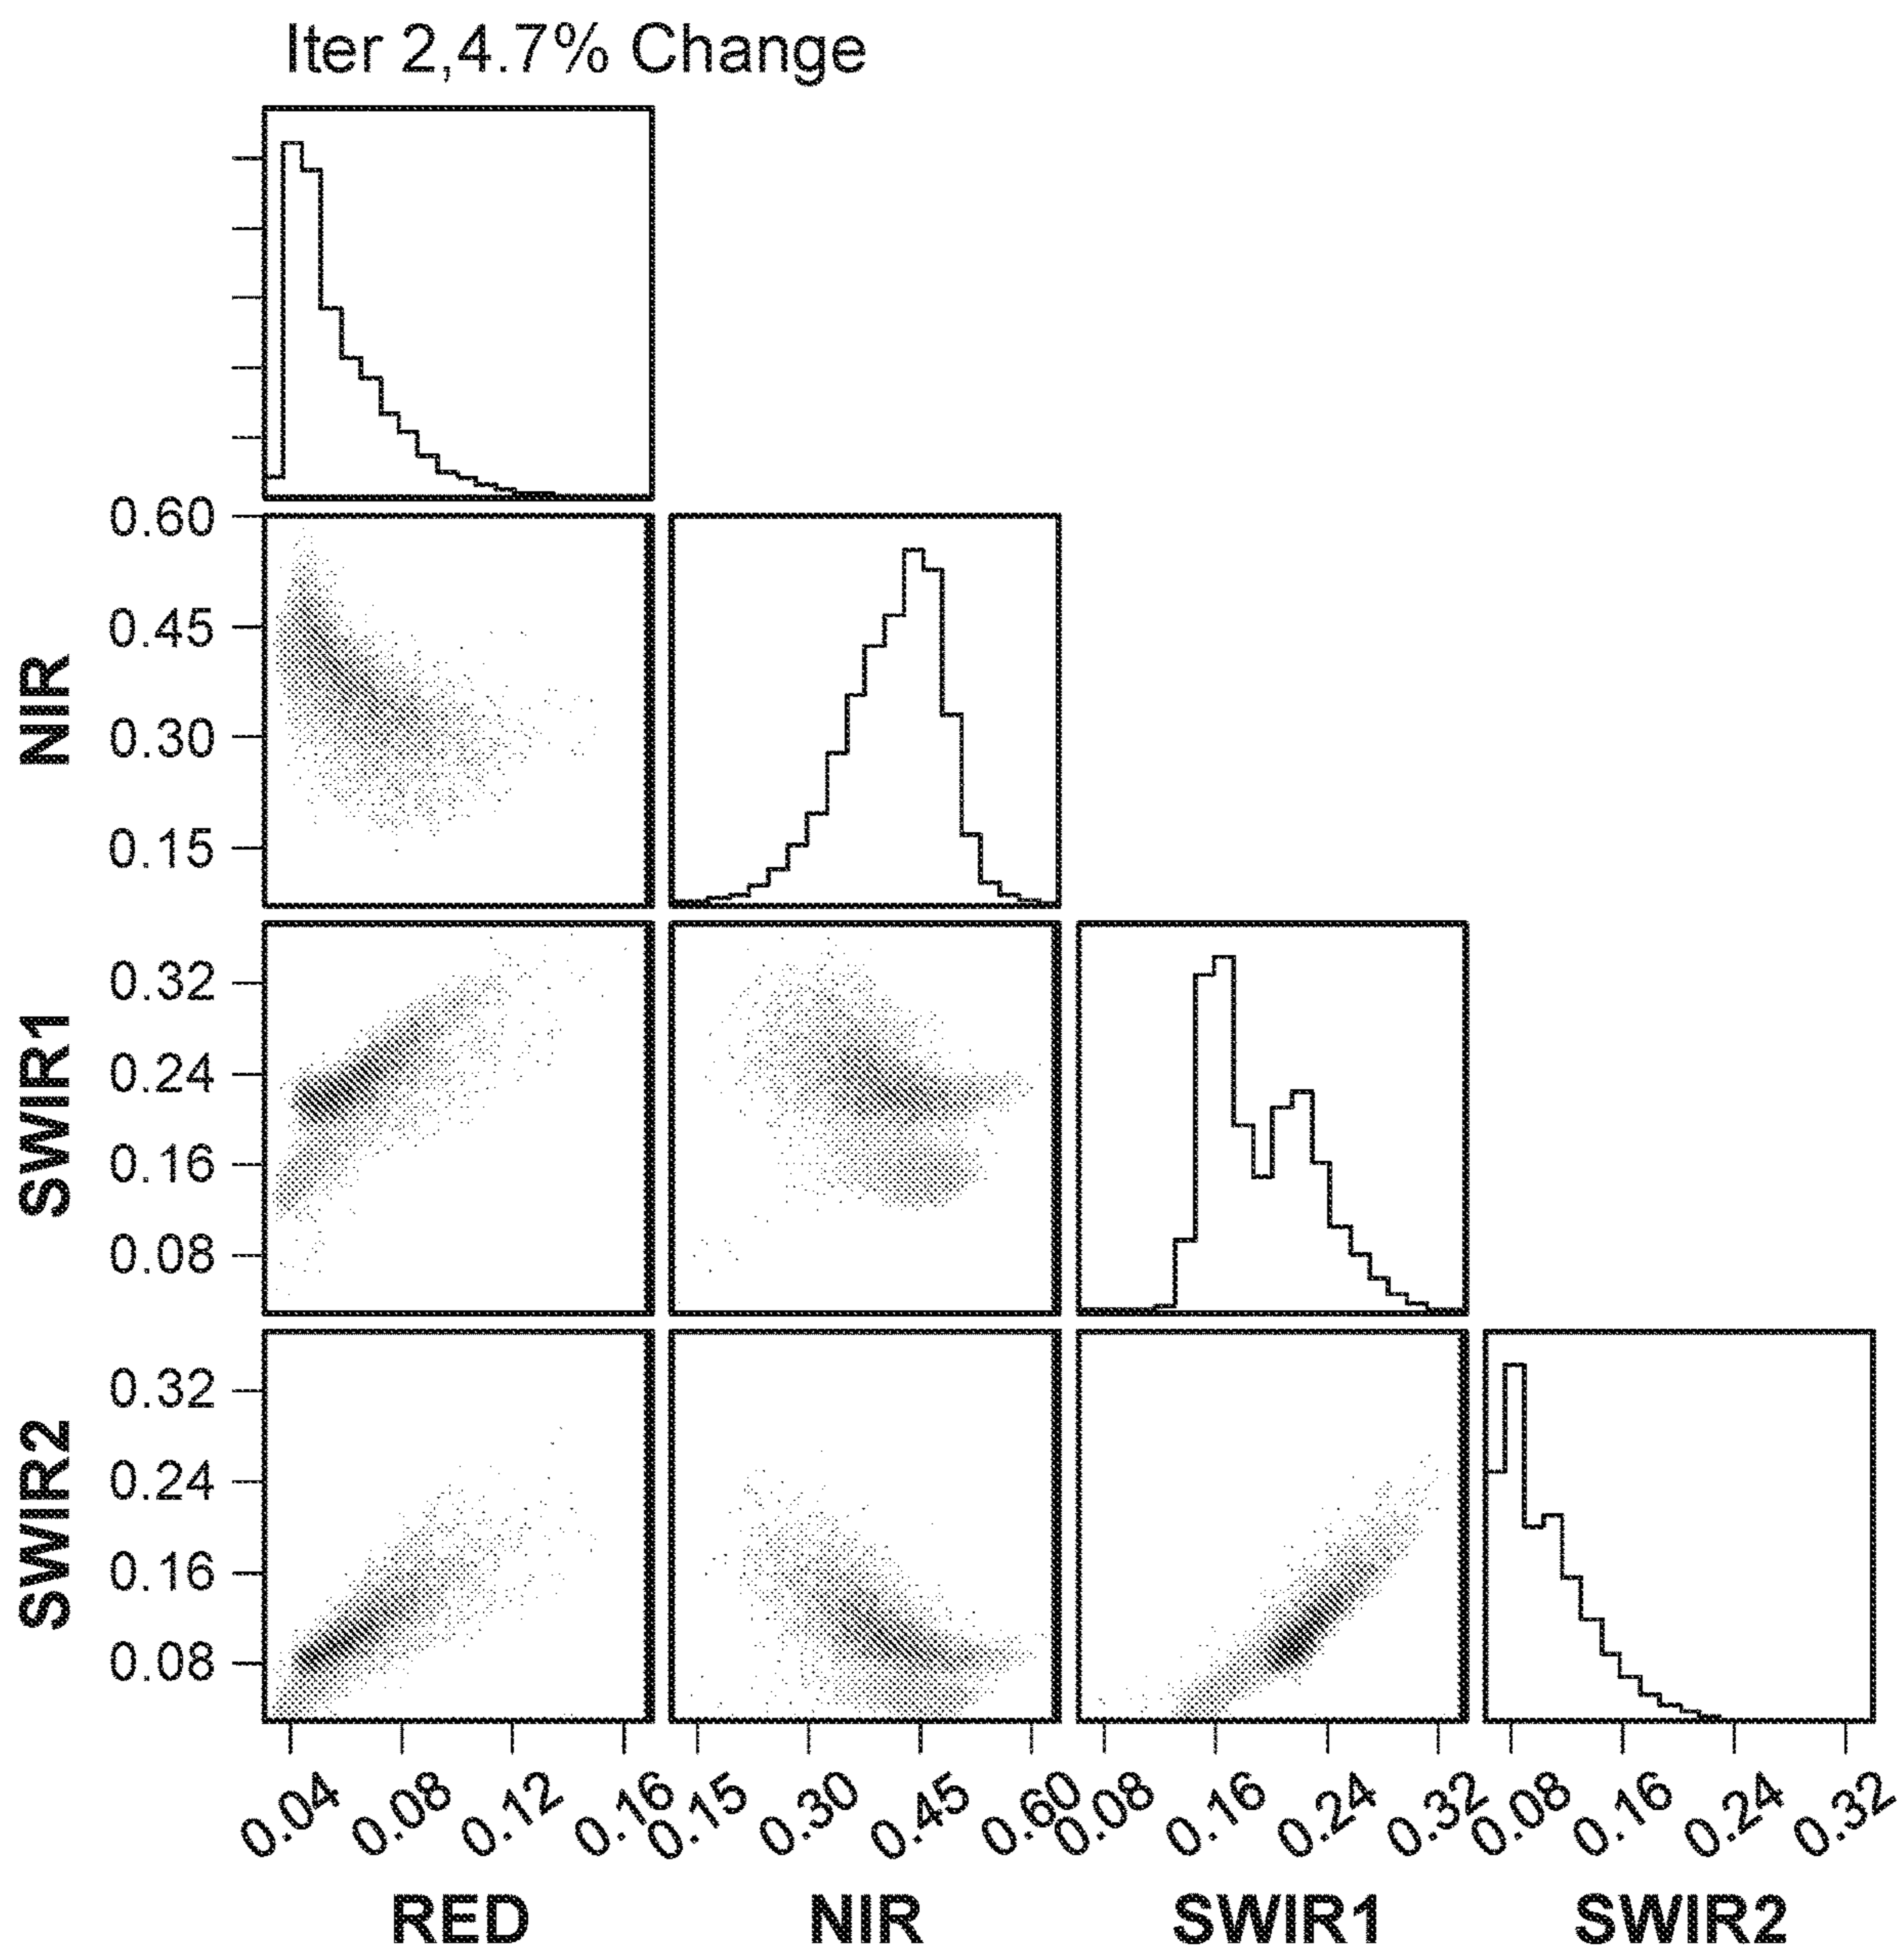 Iter 2,4.7% Change
0.60
0.45
0.30
0.15
NIR
0.32
0.24
0.16
0.08
SWIR1
0.32
0.24
0.16
0.08
SWIR2
0.04 0.08 0.12 0.16 0.15 0.30 0.45 0.60 0.08 0.16 0.24 0.32 0.08 0.16 0.24 0.32
RED NIR SWIR1 SWIR2